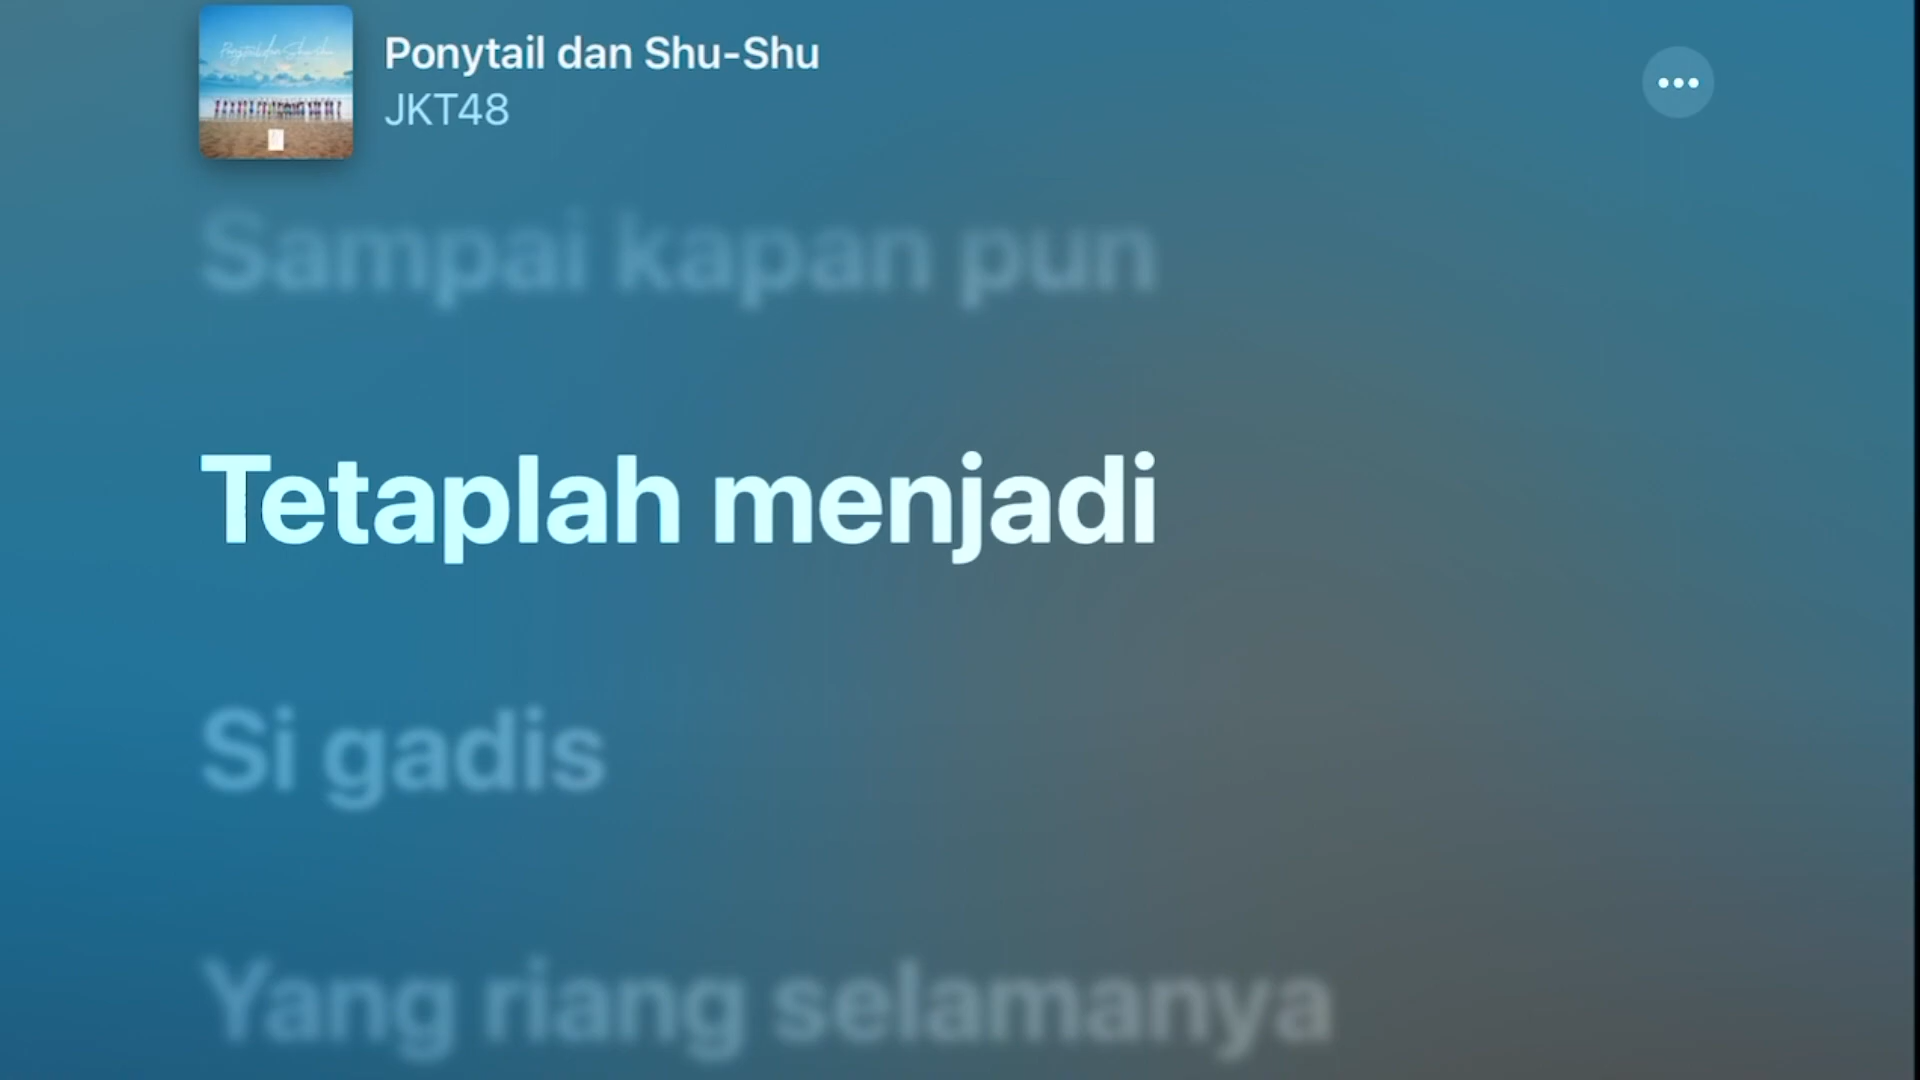 Ponytail dan Shu-Shu
JKT48
Sampai kapan pun
Tetaplah menjadi
Si gadis
Yang riang selamanya